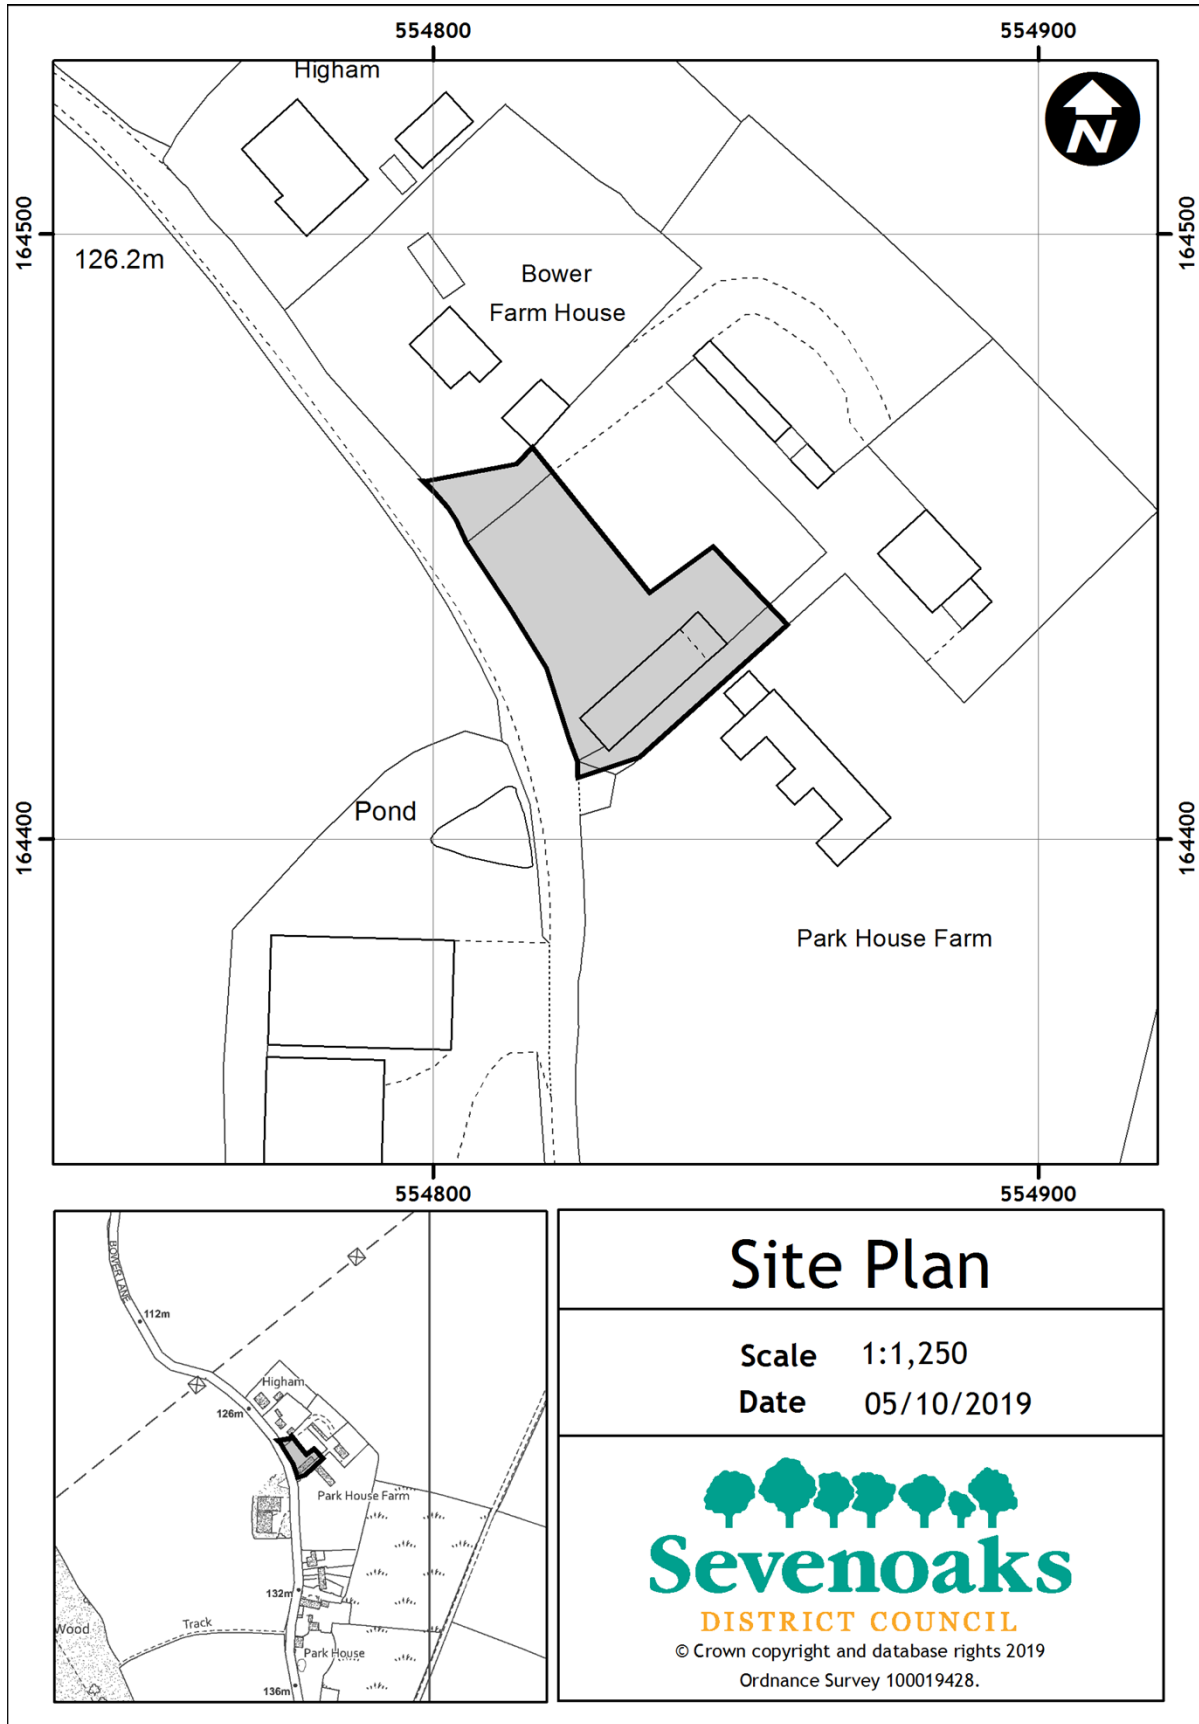 554800
554900
Higham
N
164500
164500
126.2m
Bower
Farm House
Pond
164400
164400
Park House Farm
554800
554900
BOWER LANE
112m
Higham
126m
Park House Farm
132m
Track
Wood
Park House
136m
Site Plan
Scale 1:1,250
Date 05/10/2019
Sevenoaks
DISTRICT COUNCIL
© Crown copyright and database rights 2019
Ordnance Survey 100019428.